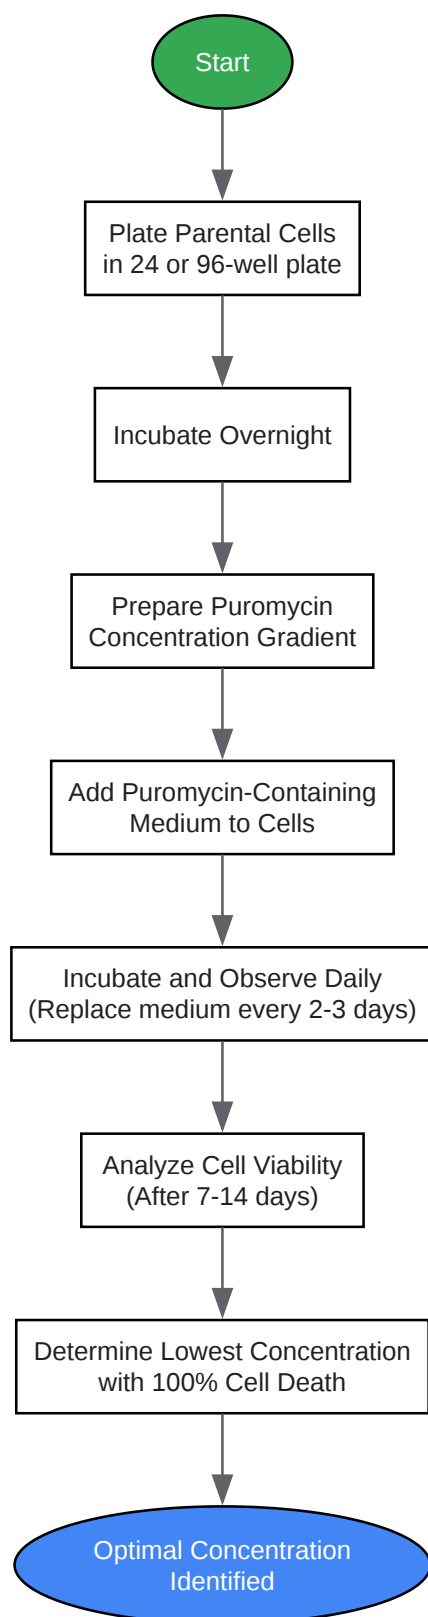 Start
Plate Parental Cells
in 24 or 96-well plate
Incubate Overnight
Prepare Puromycin
Concentration Gradient
Add Puromycin-Containing
Medium to Cells
Incubate and Observe Daily
(Replace medium every 2-3 days)
Analyze Cell Viability
(After 7-14 days)
Determine Lowest Concentration
with 100% Cell Death
Optimal Concentration
Identified